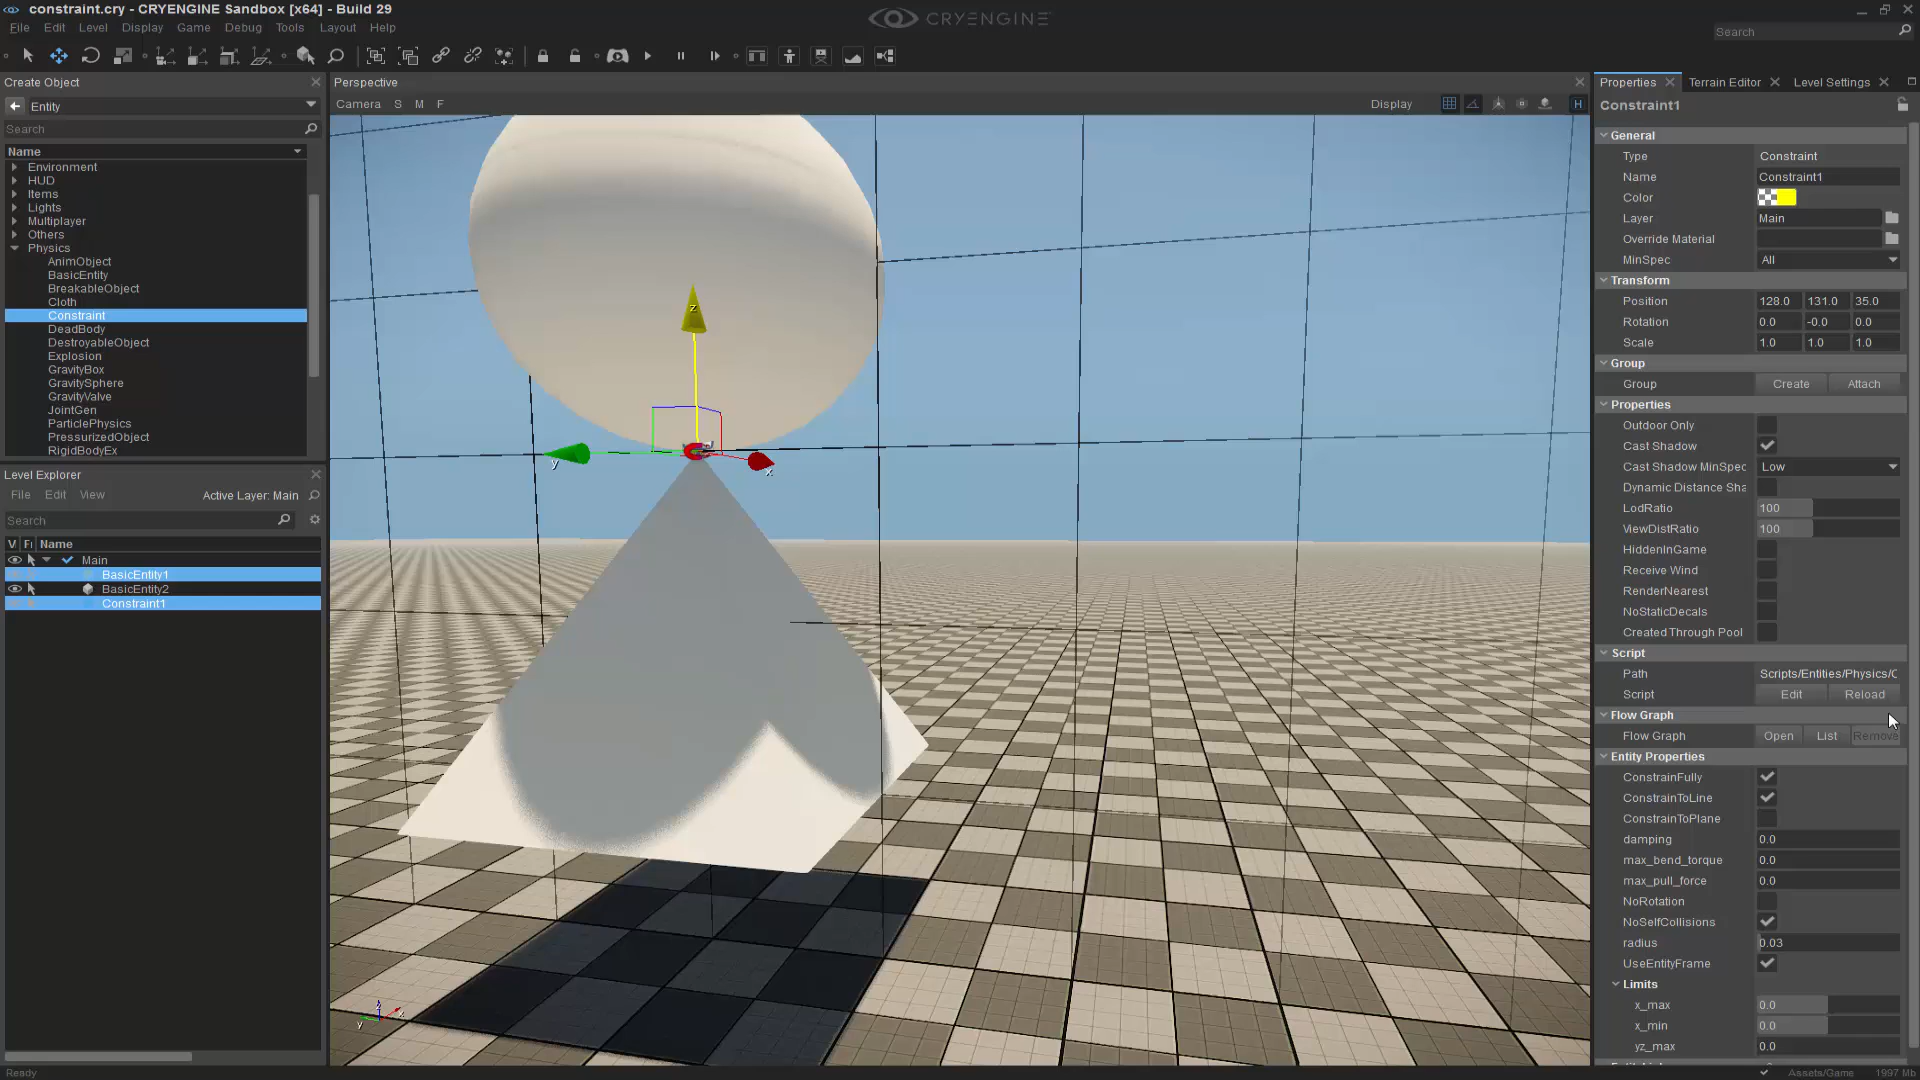 constraint.cry - CRYENGINE Sandbox [x64] - Build 29
CRYENGINE
File Edit Level Display Game Debug Tools Layout Help
Search
Create Object
Entity
Search
Name
Environment
HUD
Items
Lights
Multiplayer
Others
Physics
AnimObject
BasicEntity
BreakableObject
Cloth
Constraint
DeadBody
DestroyableObject
Explosion
GravityBox
GravitySphere
GravityValve
JointGen
ParticlePhysics
PressurizedObject
RigidBodyEx
Level Explorer
File Edit View Active Layer: Main
Search
V Fi Name
Main
BasicEntity1
BasicEntity2
Constraint1
Ready
Perspective
Camera S M F Display H
z
y
x
z
y
x
Properties Terrain Editor Level Settings
Constraint1
General
Type Constraint
Name Constraint1
Color
Layer Main
Override Material
MinSpec All
Transform
Position 128.0 131.0 35.0
Rotation 0.0 -0.0 0.0
Scale 1.0 1.0 1.0
Group
Group Create Attach
Properties
Outdoor Only
Cast Shadow
Cast Shadow MinSpec Low
Dynamic Distance Sha
LodRatio 100
ViewDistRatio 100
HiddenInGame
Receive Wind
RenderNearest
NoStaticDecals
Created Through Pool
Script
Path Scripts/Entities/Physics/C
Script Edit Reload
Flow Graph
Flow Graph Open List Remove
Entity Properties
ConstrainFully
ConstrainToLine
ConstrainToPlane
damping 0.0
max_bend_torque 0.0
max_pull_force 0.0
NoRotation
NoSelfCollisions
radius 0.03
UseEntityFrame
Limits
x_max 0.0
x_min 0.0
yz_max 0.0
Assets/Game 1997 Mb